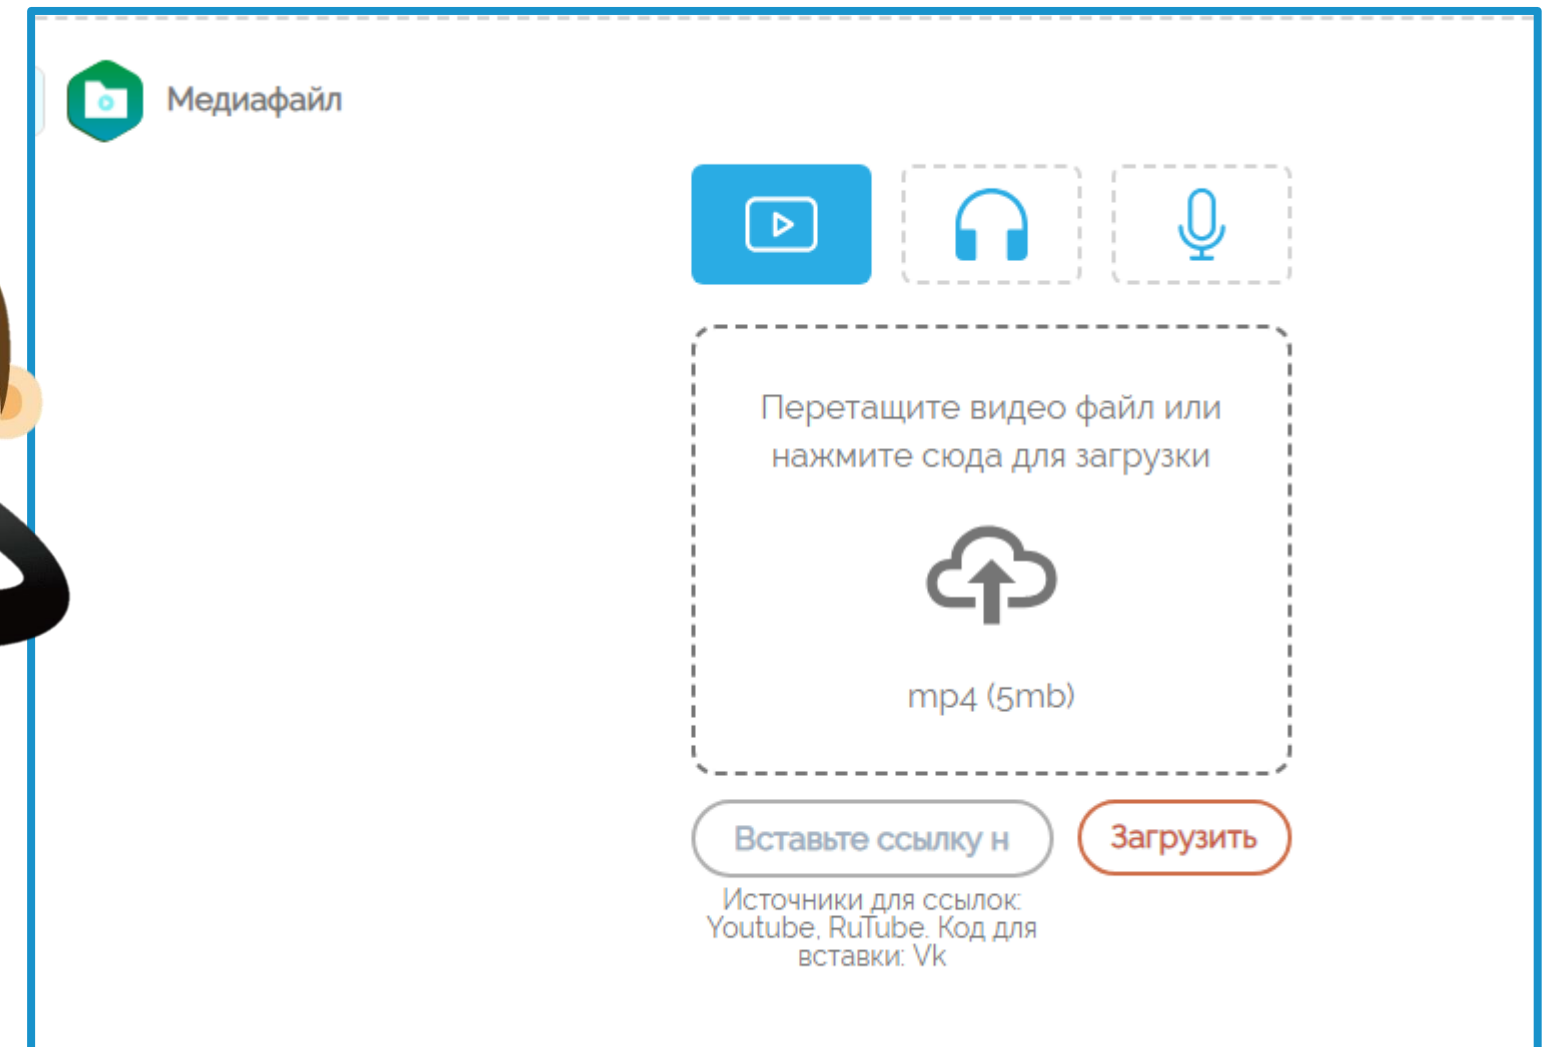 Медиафайл
Перетащите видео файл или
нажмите сюда для загрузки
mp4 (5mb)
Вставьте ссылку н
Загрузить
Источники для ссылок:
Youtube, RuTube. Код для
вставки: Vk